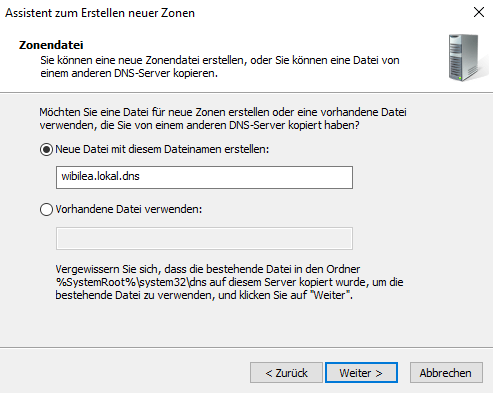 Assistent zum Erstellen neuer Zonen
Zonendatei
Sie können eine neue Zonendatei erstellen, oder Sie können eine Datei von
einem anderen DNS-Server kopieren.
Möchten Sie eine Datei für neue Zonen erstellen oder eine vorhandene Datei
verwenden, die Sie von einem anderen DNS-Server kopiert haben?
Neue Datei mit diesem Dateinamen erstellen:
wibilea.lokal.dns
Vorhandene Datei verwenden:
Vergewissern Sie sich, dass die bestehende Datei in den Ordner
%SystemRoot%\system32\dns auf diesem Server kopiert wurde, um die
bestehende Datei zu verwenden, und klicken Sie auf "Weiter".
< Zurück
Weiter >
Abbrechen